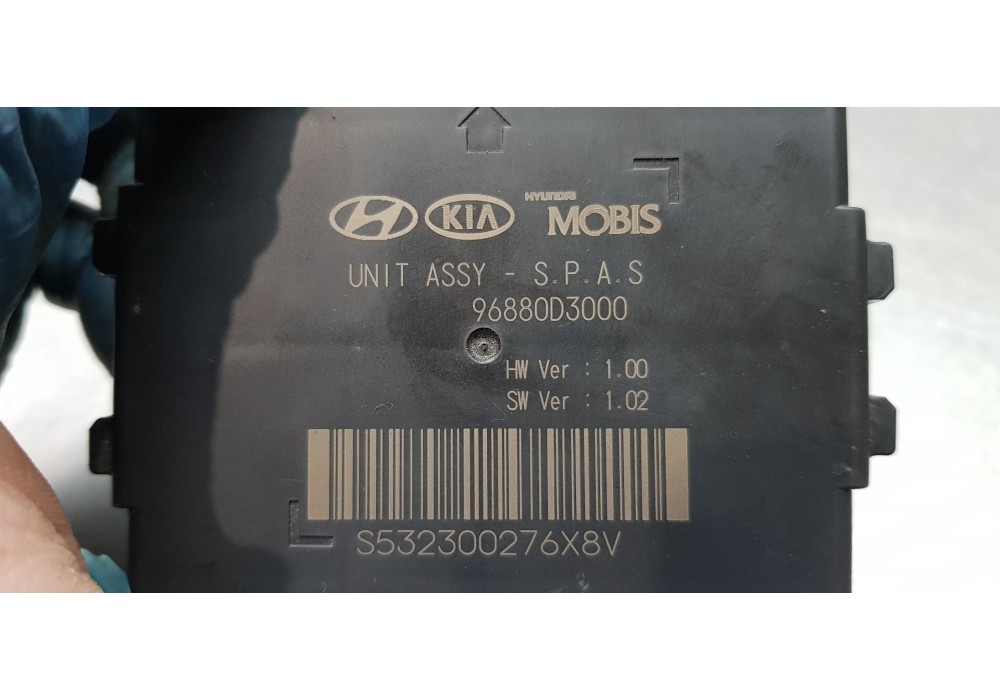 KIA HYUNDAI MOBIS
UNIT ASSY - S.P.A.S
96880D3000
HW Ver : 1.00
SW Ver : 1.02
S532300276X8V